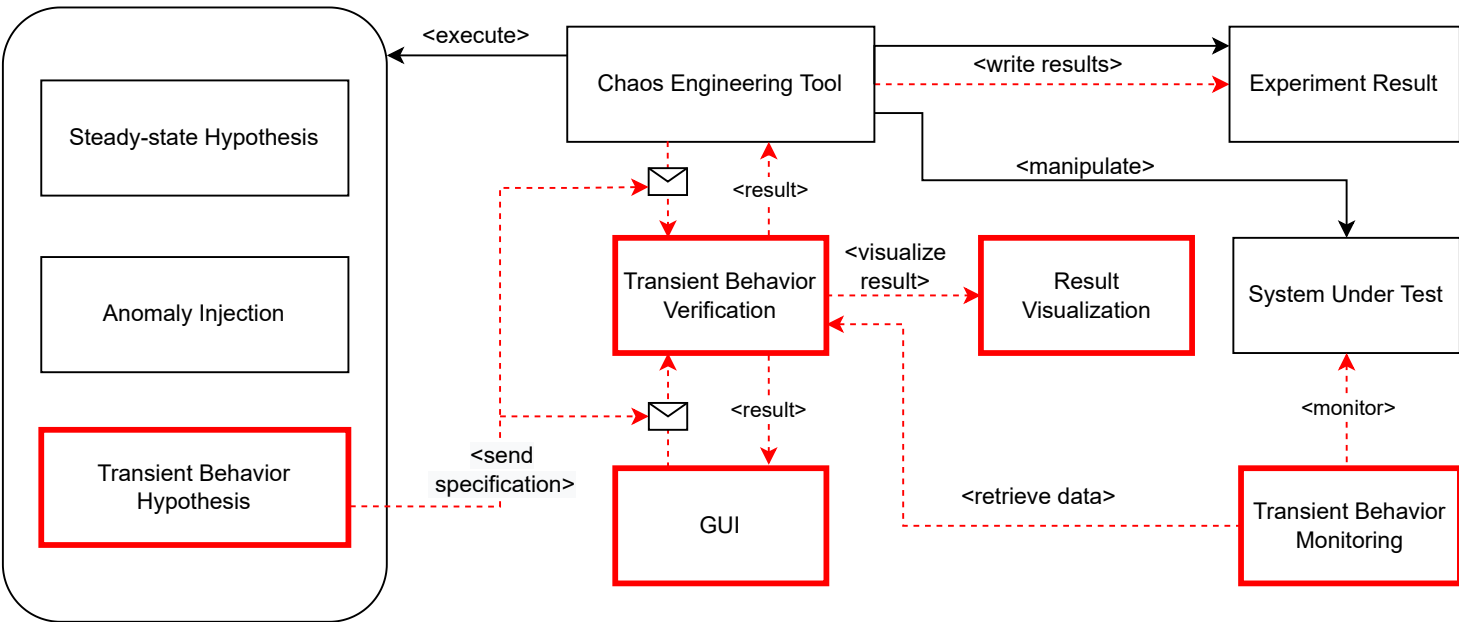 <execute>
Chaos Engineering Tool
<write results>
Experiment Result
Steady-state Hypothesis
<manipulate>
<result>
Transient Behavior
Verification
<visualize
result>
Result
Visualization
System Under Test
Anomaly Injection
<result>
<monitor>
Transient Behavior
Hypothesis
<send
specification>
GUI
<retrieve data>
Transient Behavior
Monitoring